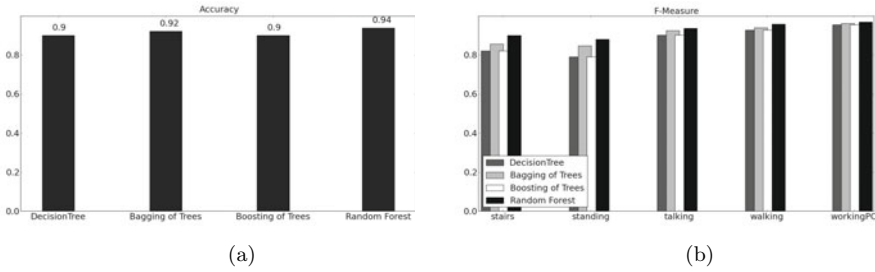 Accuracy
0.9
0.92
0.9
0.94
0.8
0.6
0.4
0.2
0.0
DecisionTree
Bagging of Trees
Boosting of Trees
Random Forest
(a)
F-Measure
0.8
0.6
0.4
0.2
0.0
DecisionTree
Bagging of Trees
Boosting of Trees
Random Forest
stairs
standing
talking
walking
workingPC
(b)